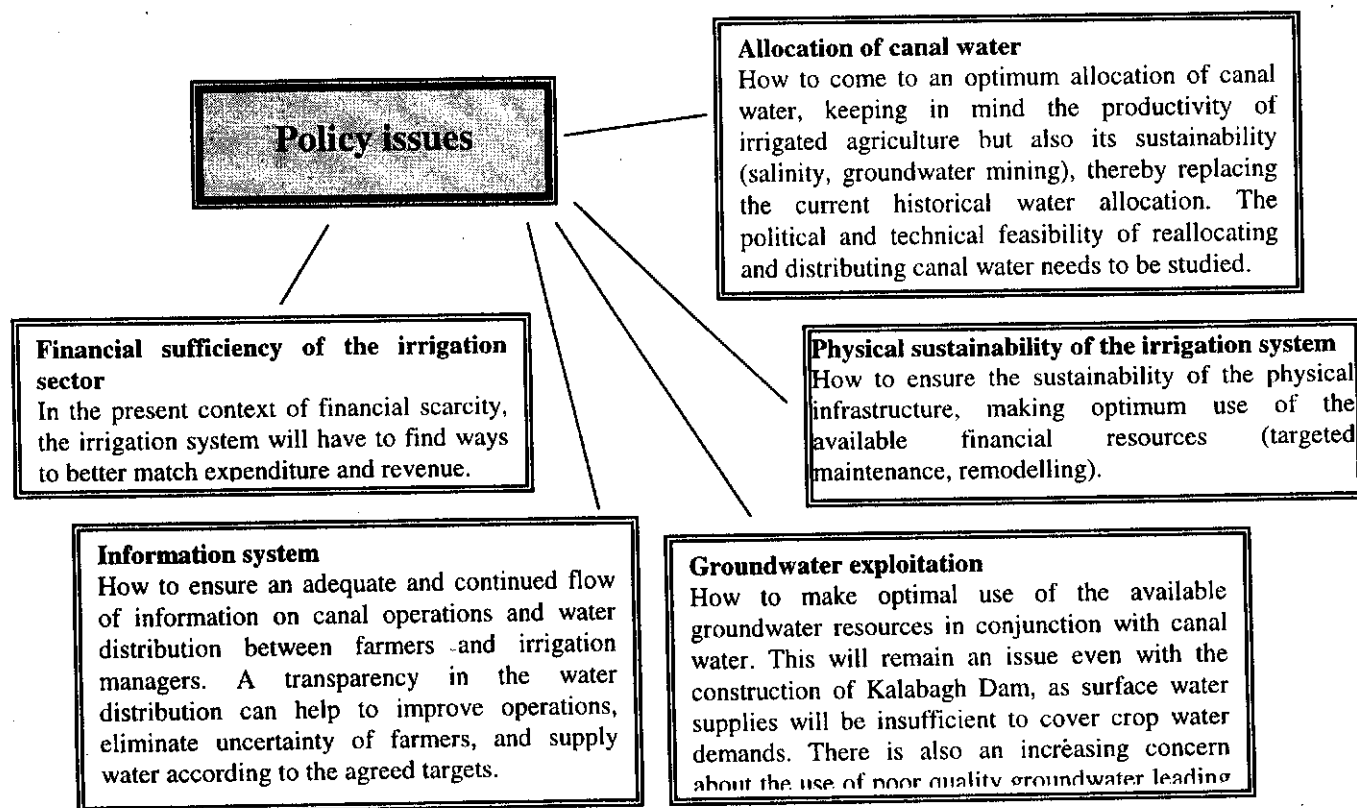 Policy issues
Allocation of canal water
How to come to an optimum allocation of canal
water, keeping in mind the productivity of
irrigated agriculture but also its sustainability
(salinity, groundwater mining), thereby replacing
the current historical water allocation. The
political and technical feasibility of reallocating
and distributing canal water needs to be studied.
Financial sufficiency of the irrigation
sector
In the present context of financial scarcity,
the irrigation system will have to find ways
to better match expenditure and revenue.
Physical sustainability of the irrigation system
How to ensure the sustainability of the physical
infrastructure, making optimum use of the
available financial resources (targeted
maintenance, remodelling).
Information system
How to ensure an adequate and continued flow
of information on canal operations and water
distribution between farmers and irrigation
managers. A transparency in the water
distribution can help to improve operations,
eliminate uncertainty of farmers, and supply
water according to the agreed targets.
Groundwater exploitation
How to make optimal use of the available
groundwater resources in conjunction with canal
water. This will remain an issue even with the
construction of Kalabagh Dam, as surface water
supplies will be insufficient to cover crop water
demands. There is also an increasing concern
about the use of poor quality groundwater leading